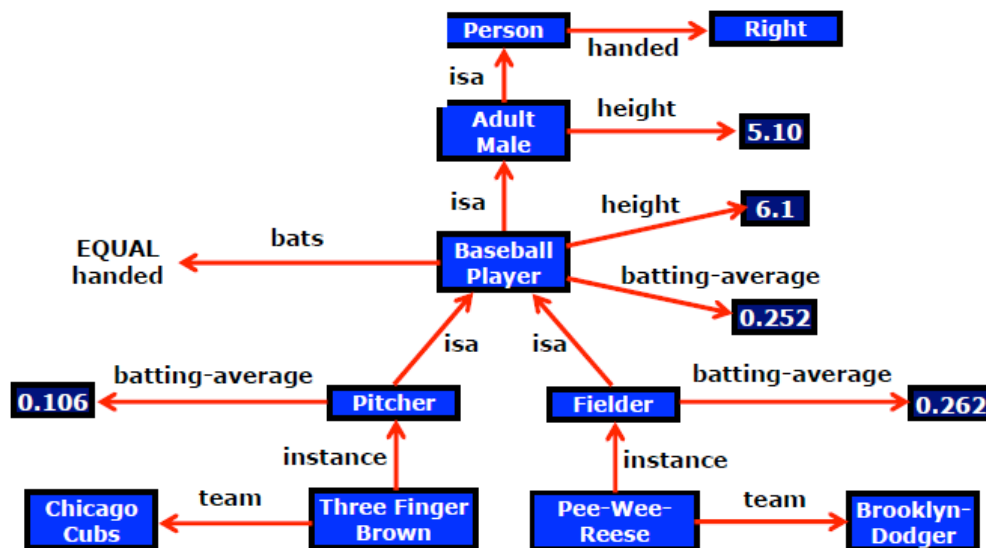 Person
handed
Right
isa
Adult
Male
height
5.10
isa
height
6.1
EQUAL
handed
bats
Baseball
Player
batting-average
0.252
isa
isa
0.106
batting-average
Pitcher
Fielder
batting-average
0.262
instance
instance
Chicago
Cubs
team
Three Finger
Brown
Pee-Wee-
Reese
team
Brooklyn-
Dodger